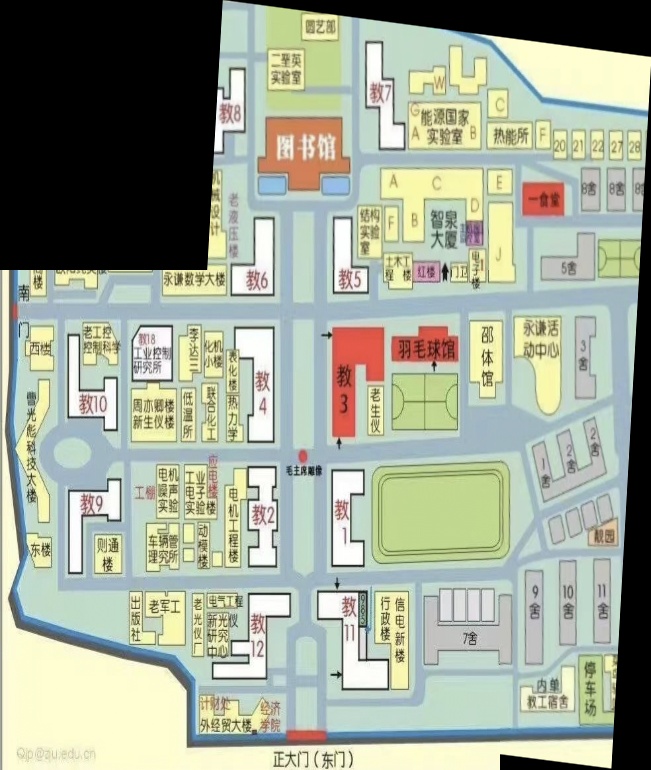 圆艺部
二至英
实验室
教7
教8
W
G
能源国家
实验室
A
B
C
热能所
F
20
21
22
27
28
图书馆
机械设计
老液压楼
结构
实验
室
A
C
D
E
F
B
智泉
大厦
J
一食堂
8舍
8舍
5舍
永谦数学大楼
教6
教5
土木工
程 楼
红楼
门卫
电子楼
南
门
西楼
老工控
控制科学
教18
工业控制
研究所
李达三
化机小楼
教10
周亦卿楼
新生仪楼
低温所
联合化工
热力学
教4
教3
老生仪
羽毛球馆
邵体馆
永谦活
动中心
3舍
曹光彪科技大楼
毛主席雕像
1舍
2舍
2舍
教9
工棚
电机
噪声
实验
应电楼
工业
电子
实验
楼
电机工程楼
教2
教1
东楼
则通
楼
车辆管
理研究所
动模楼
靓园
出版社
老军工
老光仪厂
电气工程
新光仪
研究
中心
教12
教11
行政楼
信电新楼
7舍
9舍
10舍
11舍
计财处
外经贸大楼
经济
学院
内单
教工宿舍
停车场
正大门（东门）
Qjp@zju.edu.cn